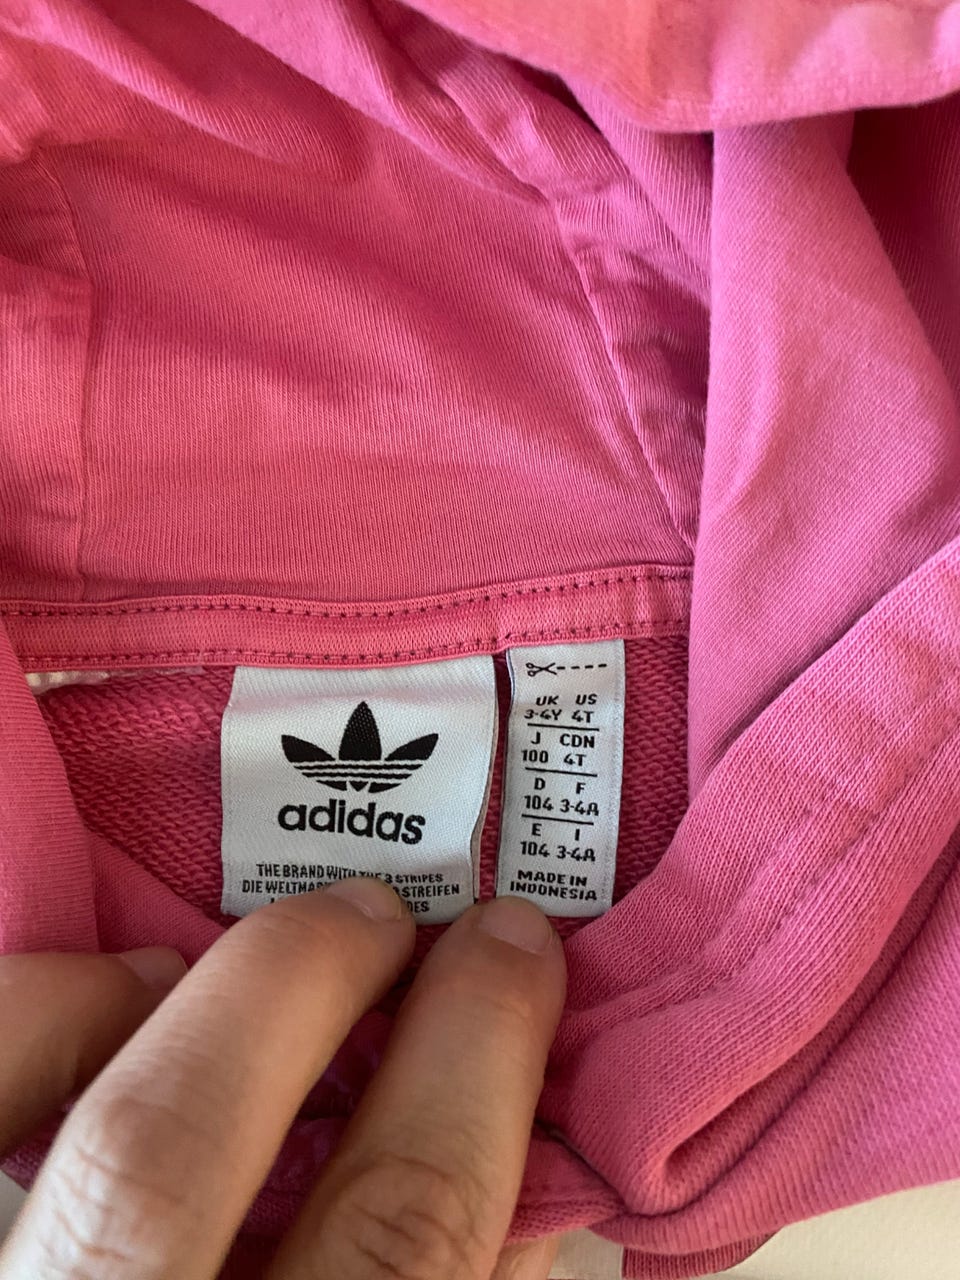 adidas
THE BRAND WITH THE 3 STRIPES
DIE STREIFEN
UK US
3-4Y 4T
J CDN
100 4T
D F
104 3-4A
E I
104 3-4A
MADE IN
INDONESIA